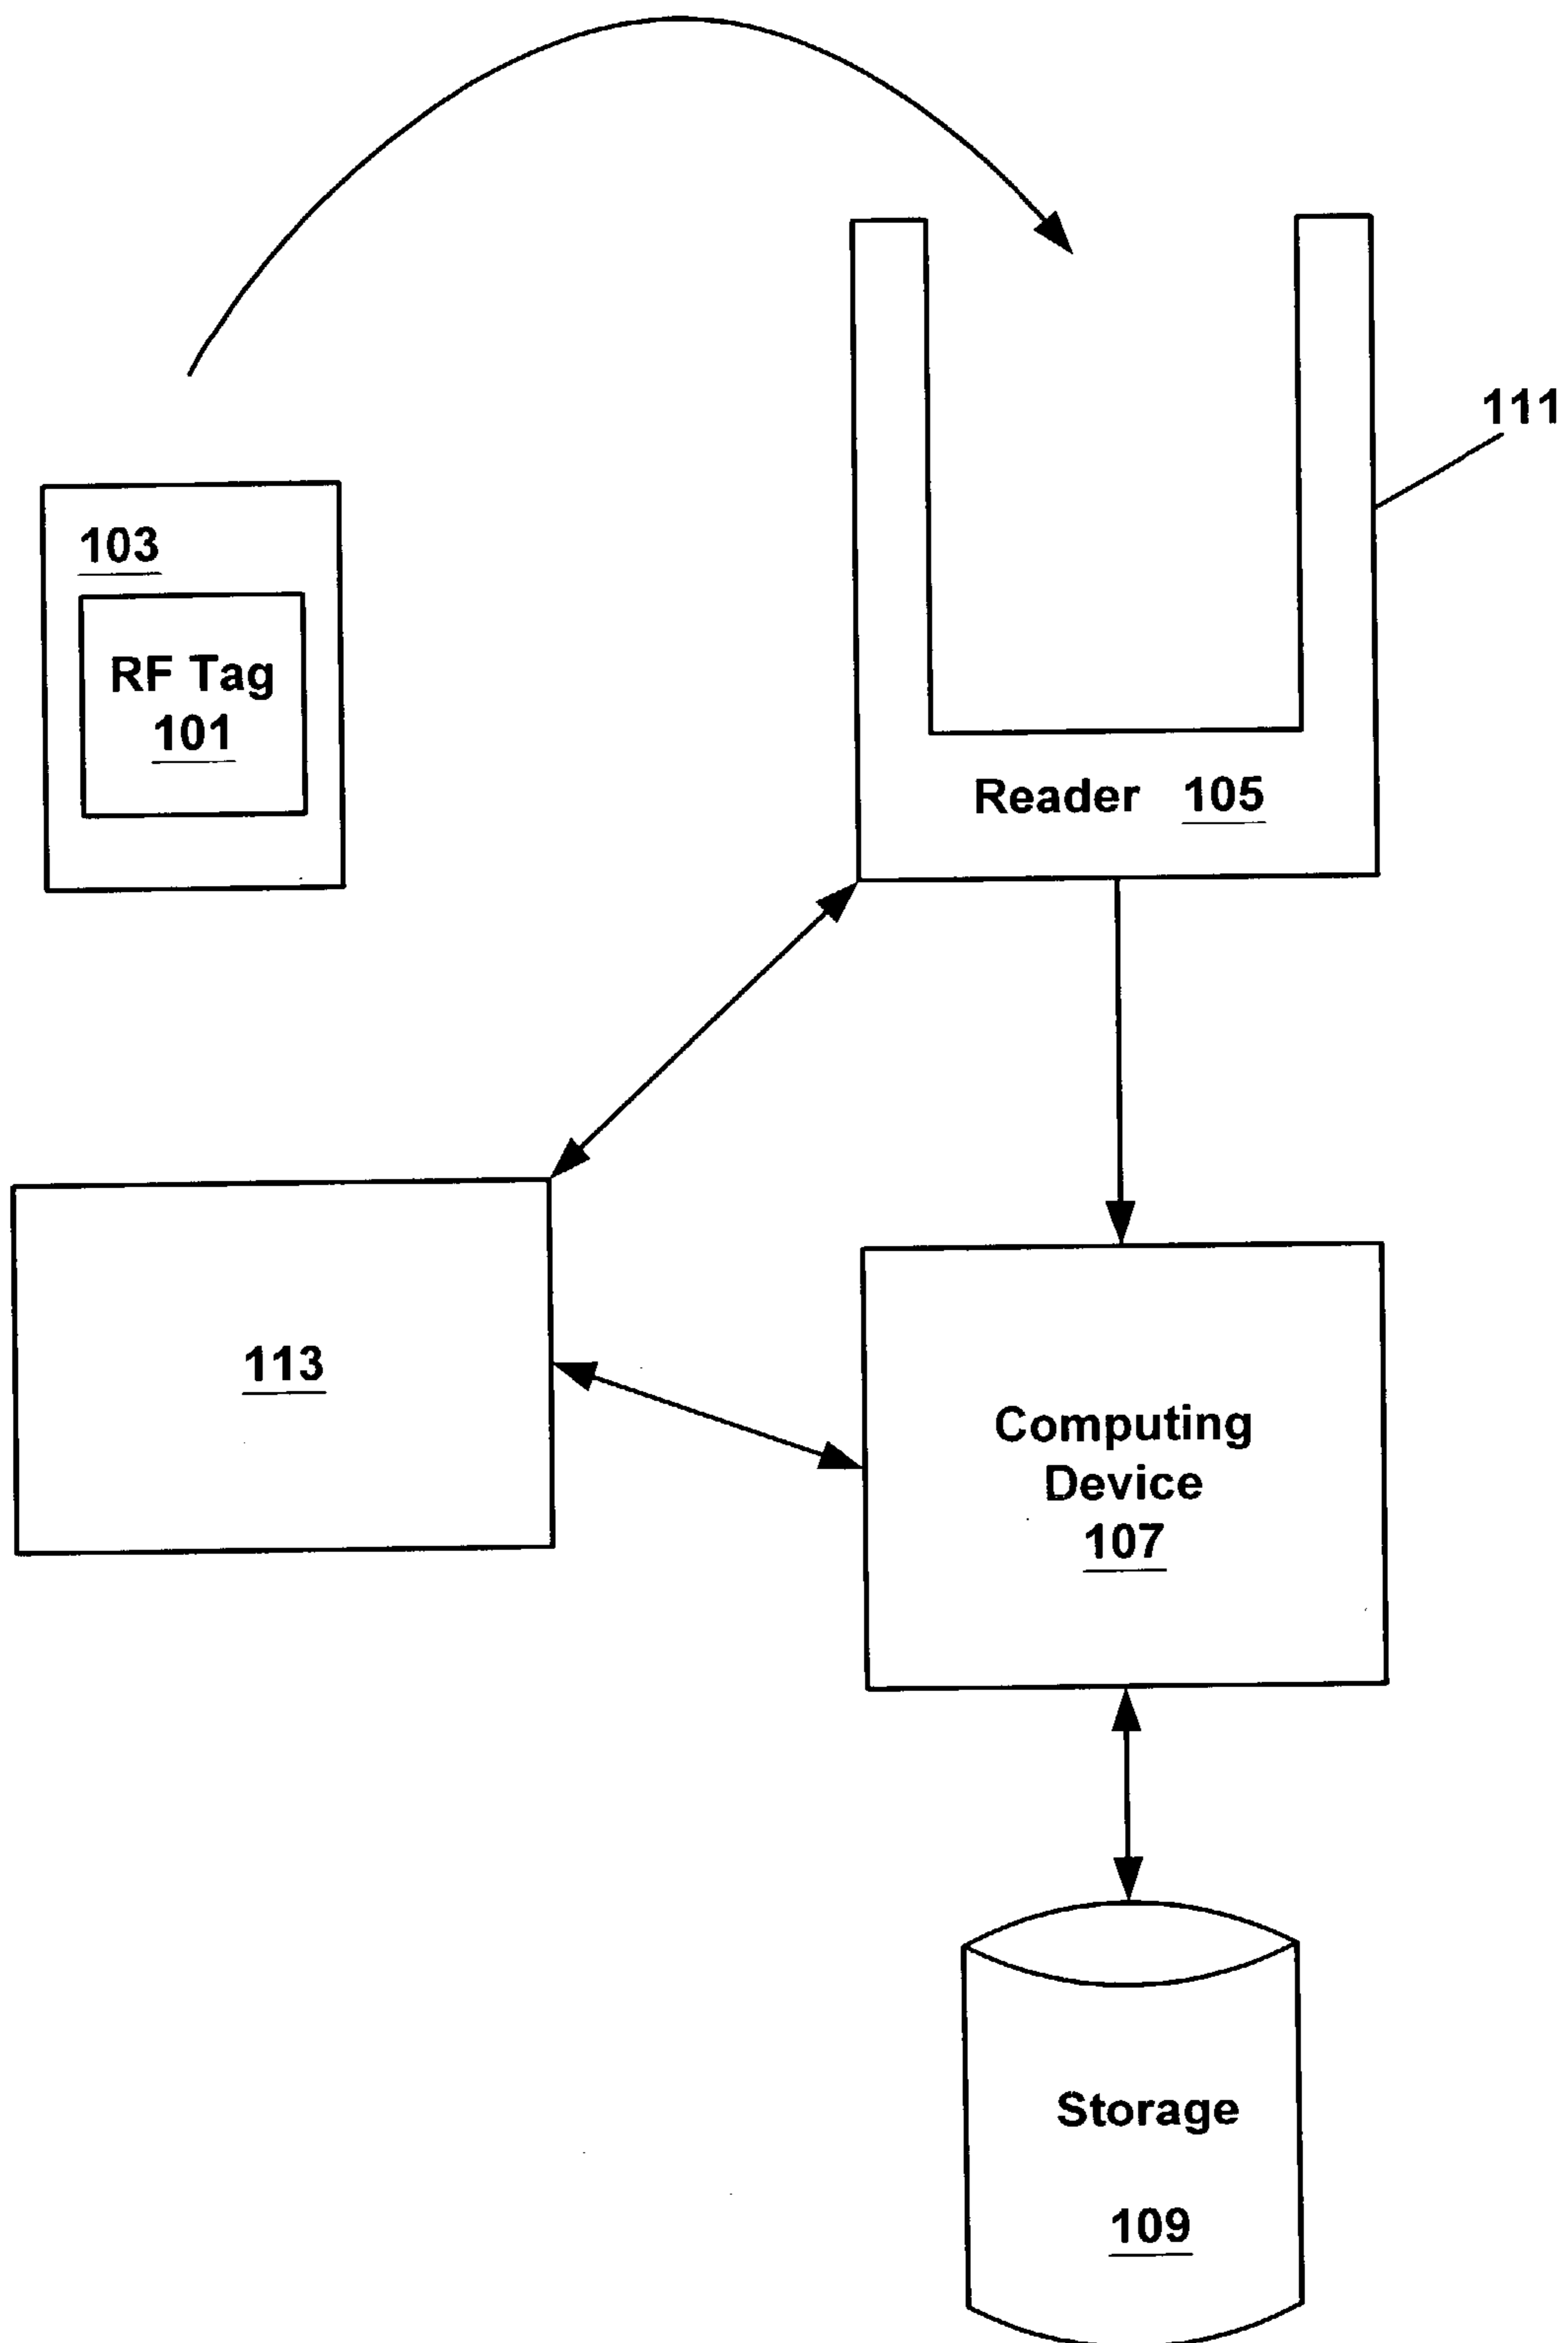 111
103
RF Tag
101
Reader 105
113
Computing
Device
107
Storage
109